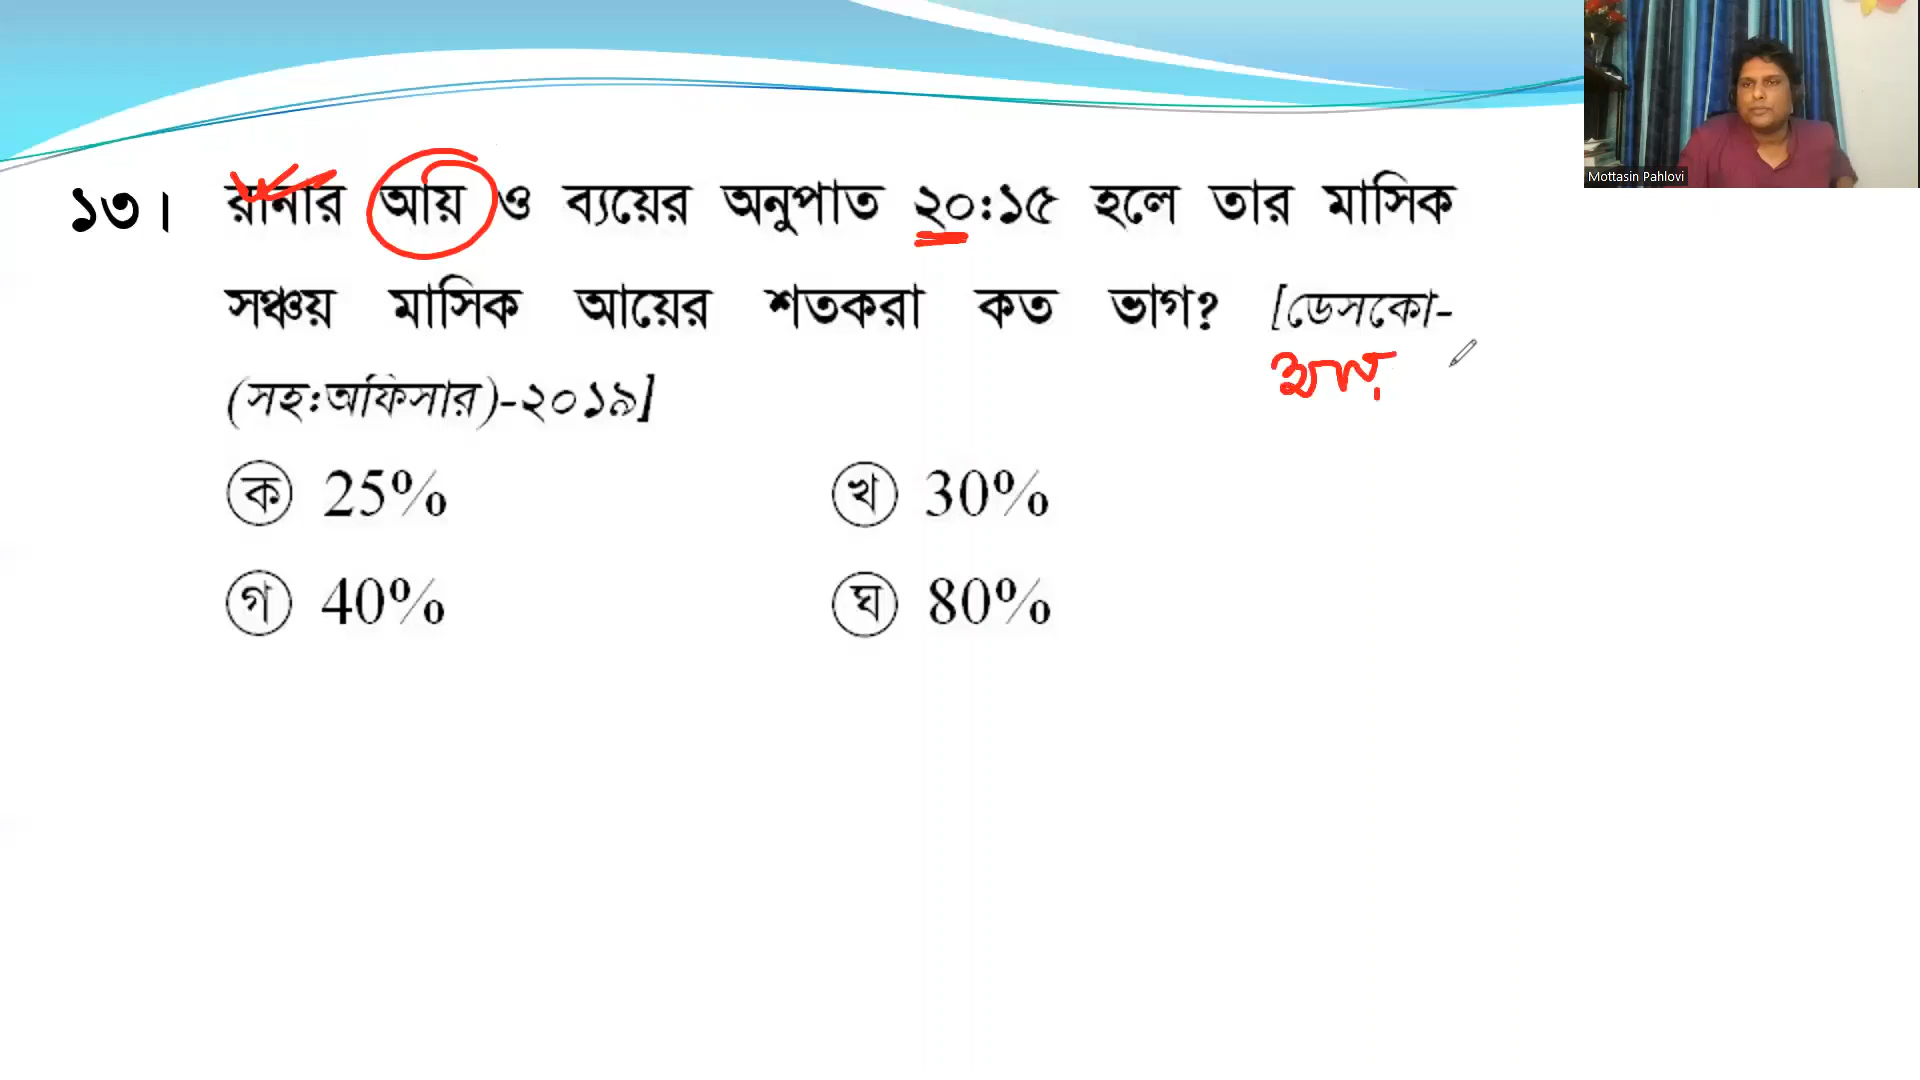 Mottasin Pahlovi
১৩। রানার আয় ও ব্যয়ের অনুপাত ২০:১৫ হলে তার মাসিক
সঞ্চয় মাসিক আয়ের শতকরা কত ভাগ? [ডেসকো-
(সহঃঅফিসার)-২০১৯]
ক 25% খ 30%
গ 40% ঘ 80%